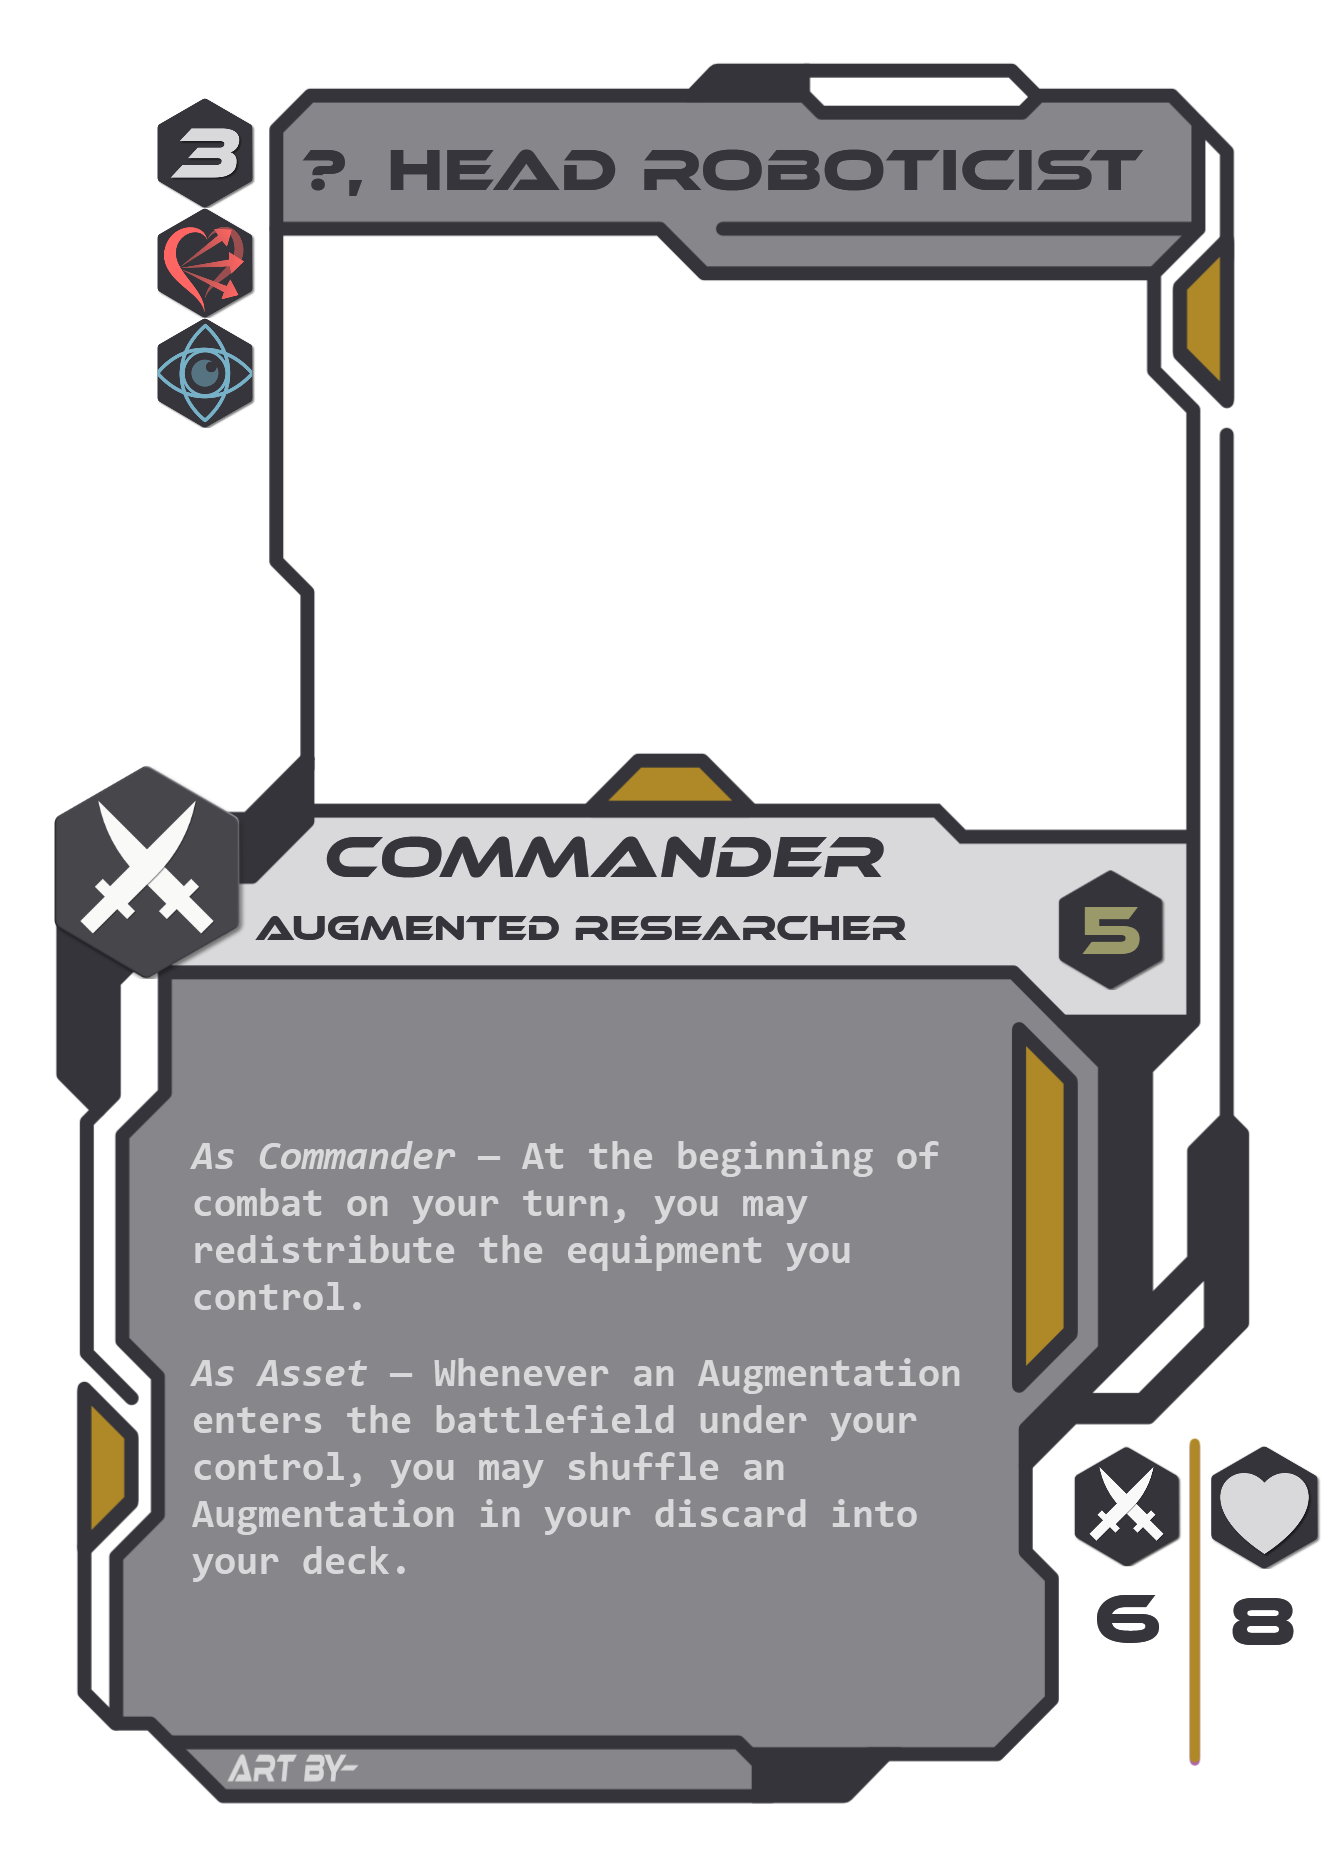 3
?, HEAD ROBOTICIST
COMMANDER
AUGMENTED RESEARCHER
5
As Commander — At the beginning of
combat on your turn, you may
redistribute the equipment you
control.
As Asset — Whenever an Augmentation
enters the battlefield under your
control, you may shuffle an
Augmentation in your discard into
your deck.
6
8
ART BY-